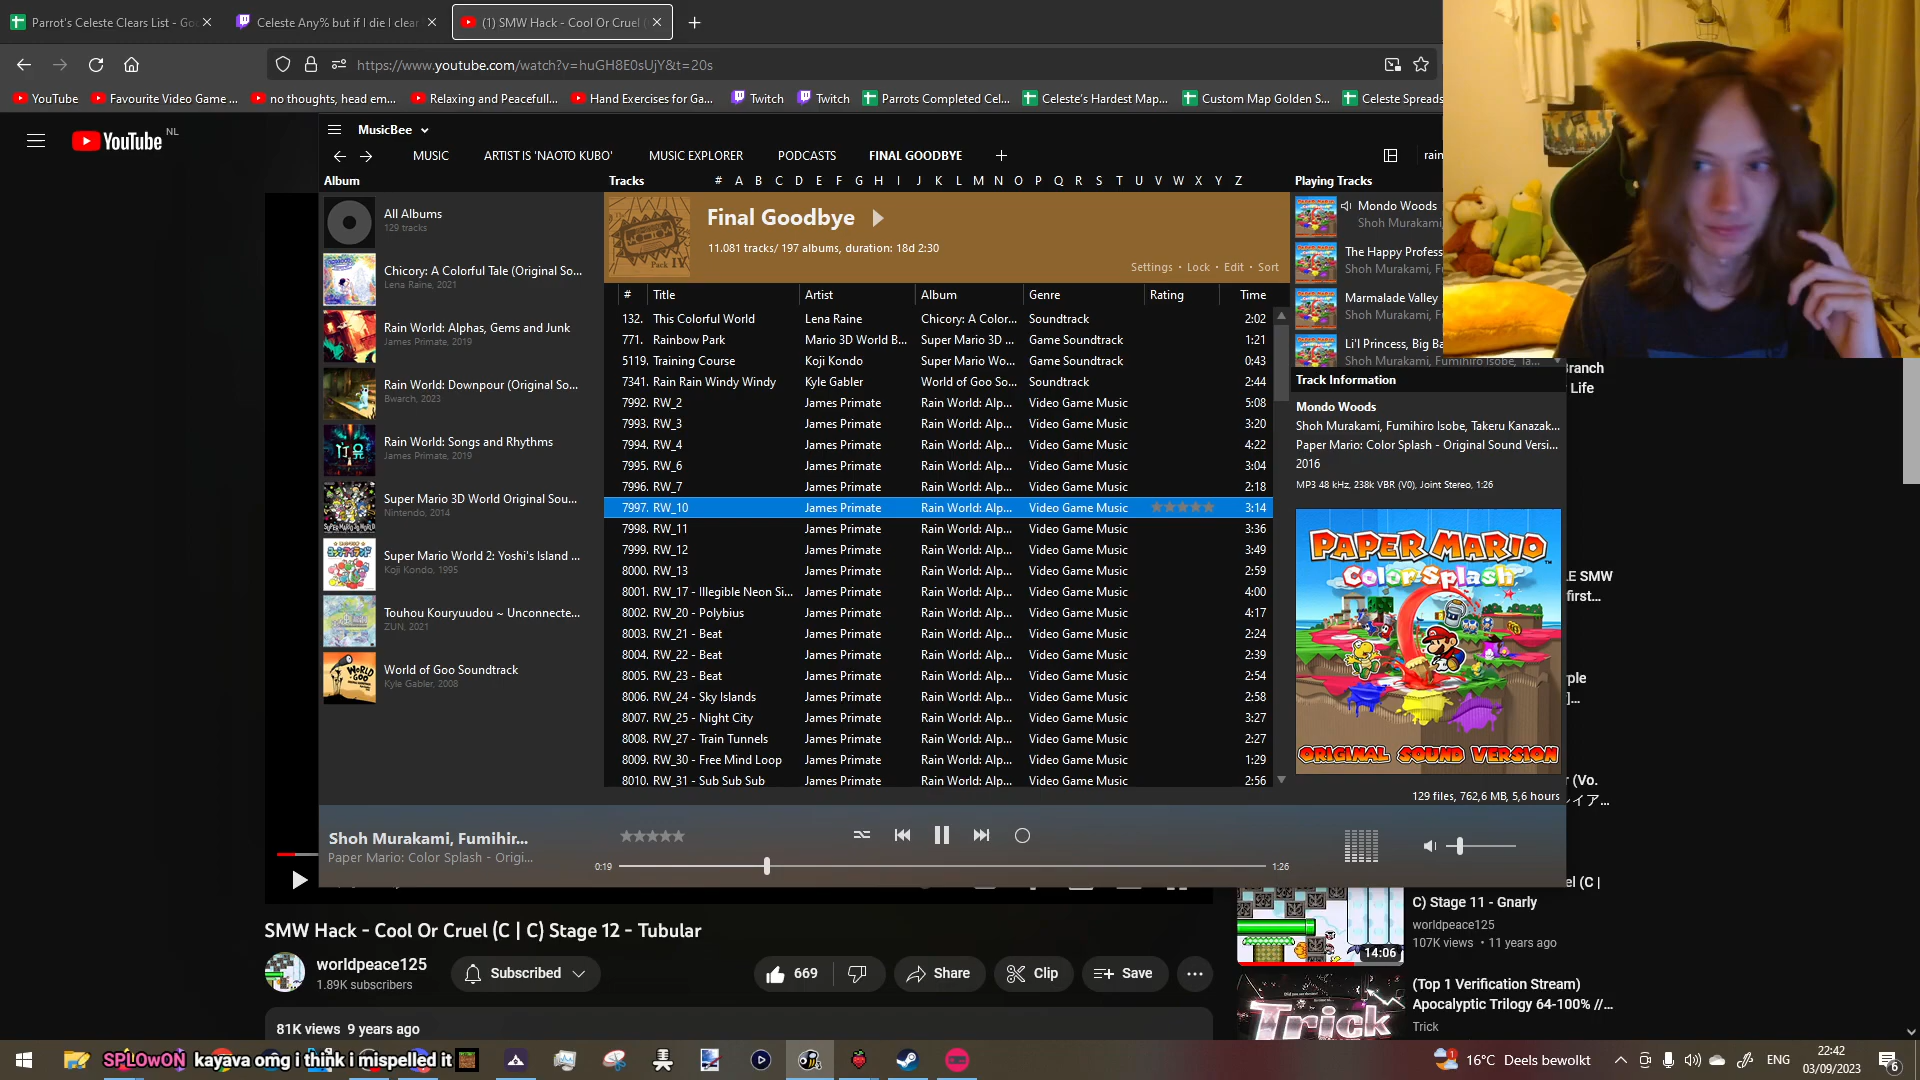 Parrot's Celeste Clears List - Go
Celeste Any% but if I die I clear
(1) SMW Hack - Cool Or Cruel (
https://www.youtube.com/watch?v=huGH8E0sUjY&t=20s
YouTube
Favourite Video Game ...
no thoughts, head em...
Relaxing and Peacefull...
Hand Exercises for Ga...
Twitch
Twitch
Parrots Completed Cel...
Celeste's Hardest Map...
Custom Map Golden S...
Celeste Spreads
YouTube NL
MusicBee
MUSIC
ARTIST IS 'NAOTO KUBO'
MUSIC EXPLORER
PODCASTS
FINAL GOODBYE
rain
Album
All Albums
129 tracks
Chicory: A Colorful Tale (Original So...
Lena Raine, 2021
Rain World: Alphas, Gems and Junk
James Primate, 2019
Rain World: Downpour (Original So...
Bwarch, 2023
Rain World: Songs and Rhythms
James Primate, 2019
Super Mario 3D World Original Sou...
Nintendo, 2014
Super Mario World 2: Yoshi's Island ...
Koji Kondo, 1995
Touhou Kouryuudou ~ Unconnecte...
ZUN, 2021
World of Goo Soundtrack
Kyle Gabler, 2008
Tracks # A B C D E F G H I J K L M N O P Q R S T U V W X Y Z
Final Goodbye
11.081 tracks/ 197 albums, duration: 18d 2:30
Pack IV
Settings · Lock · Edit · Sort
# Title Artist Album Genre Rating Time
132. This Colorful World Lena Raine Chicory: A Color... Soundtrack 2:02
771. Rainbow Park Mario 3D World B... Super Mario 3D ... Game Soundtrack 1:21
5119. Training Course Koji Kondo Super Mario Wo... Game Soundtrack 0:43
7341. Rain Rain Windy Windy Kyle Gabler World of Goo So... Soundtrack 2:44
7992. RW_2 James Primate Rain World: Alp... Video Game Music 5:08
7993. RW_3 James Primate Rain World: Alp... Video Game Music 3:20
7994. RW_4 James Primate Rain World: Alp... Video Game Music 4:22
7995. RW_6 James Primate Rain World: Alp... Video Game Music 3:04
7996. RW_7 James Primate Rain World: Alp... Video Game Music 2:18
7997. RW_10 James Primate Rain World: Alp... Video Game Music 3:14
7998. RW_11 James Primate Rain World: Alp... Video Game Music 3:36
7999. RW_12 James Primate Rain World: Alp... Video Game Music 3:49
8000. RW_13 James Primate Rain World: Alp... Video Game Music 2:59
8001. RW_17 - Illegible Neon Si... James Primate Rain World: Alp... Video Game Music 4:00
8002. RW_20 - Polybius James Primate Rain World: Alp... Video Game Music 4:17
8003. RW_21 - Beat James Primate Rain World: Alp... Video Game Music 2:24
8004. RW_22 - Beat James Primate Rain World: Alp... Video Game Music 2:39
8005. RW_23 - Beat James Primate Rain World: Alp... Video Game Music 2:54
8006. RW_24 - Sky Islands James Primate Rain World: Alp... Video Game Music 2:58
8007. RW_25 - Night City James Primate Rain World: Alp... Video Game Music 3:27
8008. RW_27 - Train Tunnels James Primate Rain World: Alp... Video Game Music 2:27
8009. RW_30 - Free Mind Loop James Primate Rain World: Alp... Video Game Music 1:29
8010. RW_31 - Sub Sub Sub James Primate Rain World: Alp... Video Game Music 2:56
Playing Tracks
Mondo Woods
Shoh Murakami,
The Happy Profess
Shoh Murakami, Fu
Marmalade Valley
Shoh Murakami, Fu
Li'l Princess, Big Ba
Shoh Murakami, Fumihiro Isobe, Ta...
Track Information
Mondo Woods
Shoh Murakami, Fumihiro Isobe, Takeru Kanazak...
Paper Mario: Color Splash - Original Sound Versi...
2016
MP3 48 kHz, 238k VBR (V0), Joint Stereo, 1:26
PAPER MARIO
Color Splash
ORIGINAL SOUND VERSION
129 files, 762,6 MB, 5,6 hours
Shoh Murakami, Fumihir...
Paper Mario: Color Splash - Origi...
0:19
1:26
Branch
Life
LE SMW
first...
rple
]...
(Vo.
レイア...
el (C |
C) Stage 11 - Gnarly
worldpeace125
107K views • 11 years ago
14:06
(Top 1 Verification Stream)
Apocalyptic Trilogy 64-100% //...
Trick
Trick
SMW Hack - Cool Or Cruel (C | C) Stage 12 - Tubular
worldpeace125
1.89K subscribers
Subscribed
669
Share
Clip
Save
81K views 9 years ago
SPLOwON kayava omg i think i mispelled it
16°C Deels bewolkt
ENG
22:42
03/09/2023
6